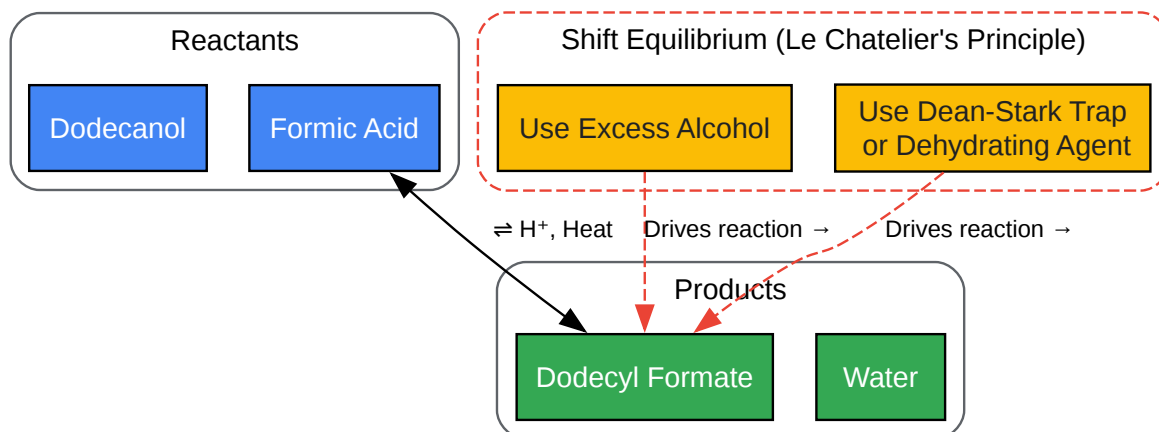 Reactants
Shift Equilibrium (Le Chatelier's Principle)
Dodecanol
Formic Acid
Use Excess Alcohol
Use Dean-Stark Trap
or Dehydrating Agent
⇌ H⁺, Heat
Drives reaction →
Drives reaction →
Products
Dodecyl Formate
Water